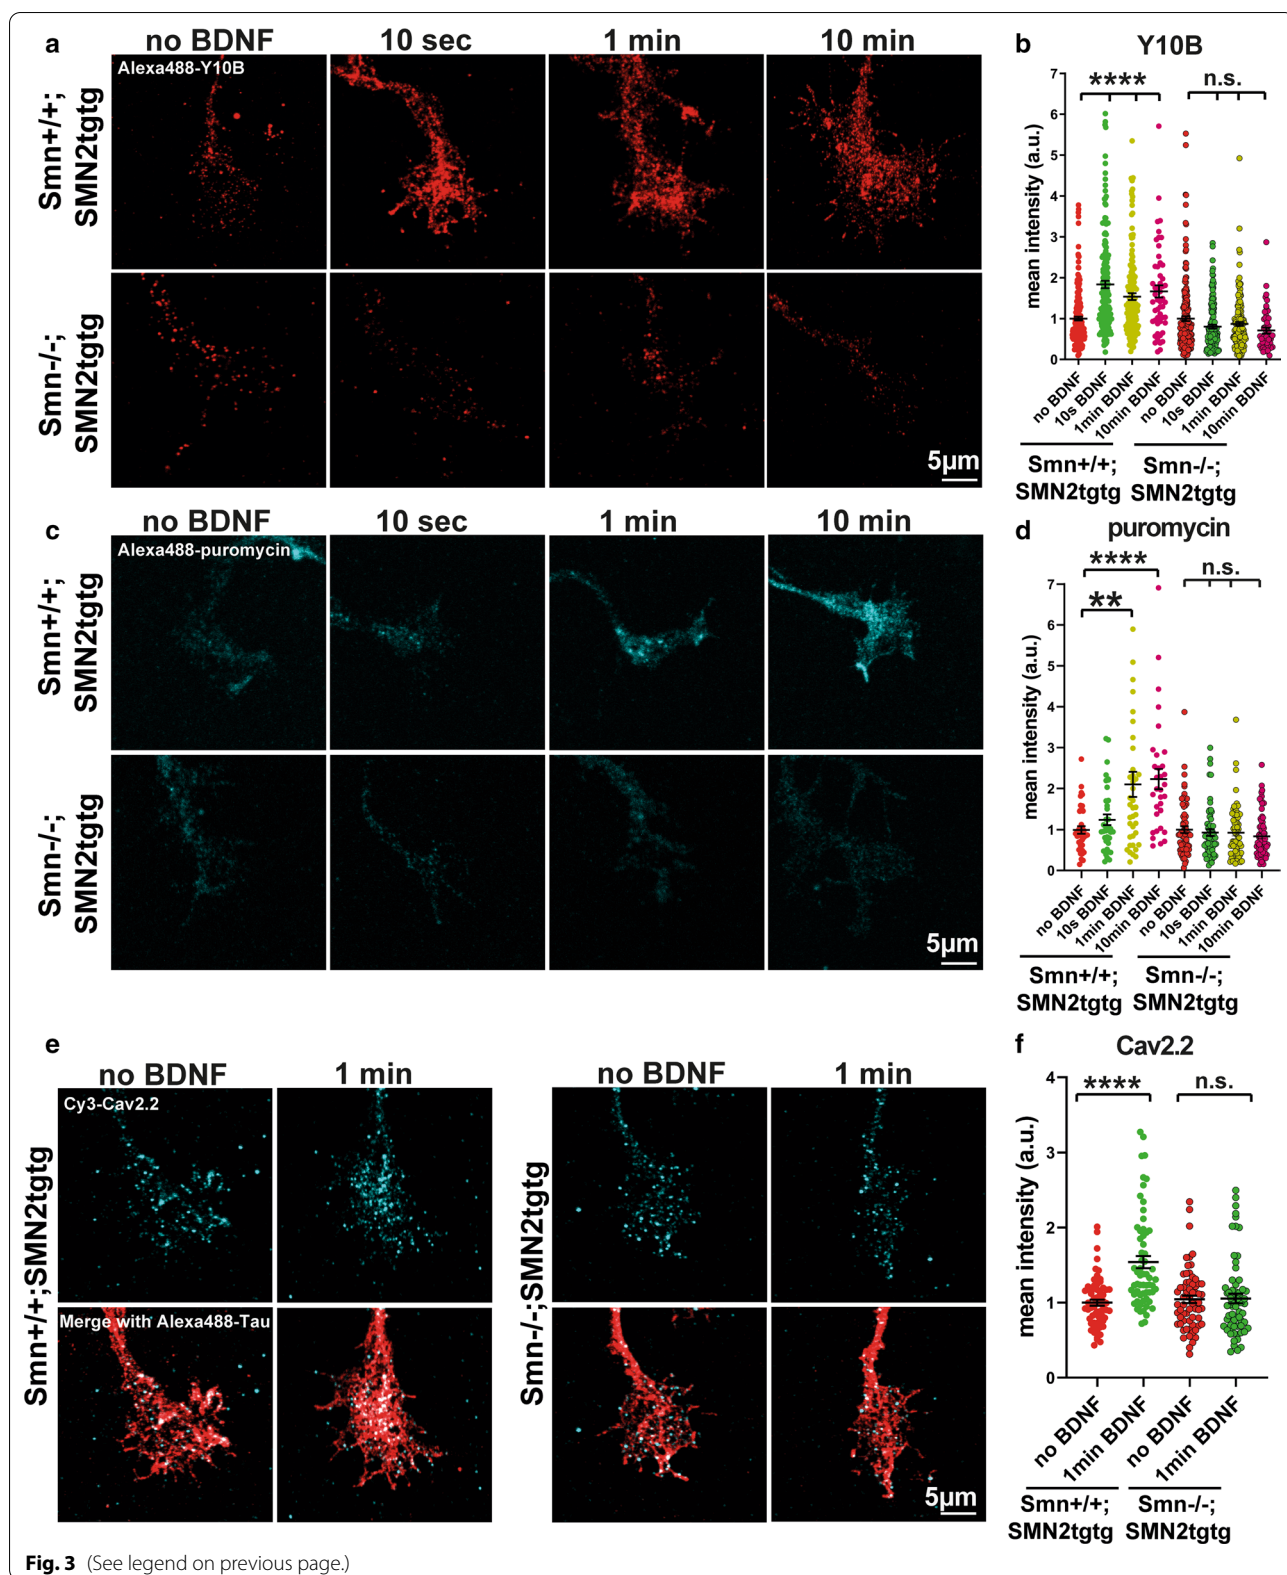 a
no BDNF 10 sec 1 min 10 min
Alexa488-Y10B
Smn+/+;
SMN2tgtg
Smn-/-;
SMN2tgtg
5µm
b
Y10B
mean intensity (a.u.)
7
6
5
4
3
2
1
0
**** n.s.
no BDNF 10s BDNF 1min BDNF 10min BDNF no BDNF 10s BDNF 1min BDNF 10min BDNF
Smn+/+; Smn-/-;
SMN2tgtg SMN2tgtg
c
no BDNF 10 sec 1 min 10 min
Alexa488-puromycin
Smn+/+;
SMN2tgtg
Smn-/-;
SMN2tgtg
5µm
d
puromycin
mean intensity (a.u.)
7
6
5
4
3
2
1
0
**** n.s.
**
no BDNF 10s BDNF 1min BDNF 10min BDNF no BDNF 10s BDNF 1min BDNF 10min BDNF
Smn+/+; Smn-/-;
SMN2tgtg SMN2tgtg
e
no BDNF 1 min no BDNF 1 min
Cy3-Cav2.2
Smn+/+;SMN2tgtg
Smn-/-;SMN2tgtg
Merge with Alexa488-Tau
5µm
f
Cav2.2
mean intensity (a.u.)
4
3
2
1
0
**** n.s.
no BDNF 1min BDNF no BDNF 1min BDNF
Smn+/+; Smn-/-;
SMN2tgtg SMN2tgtg
Fig. 3 (See legend on previous page.)